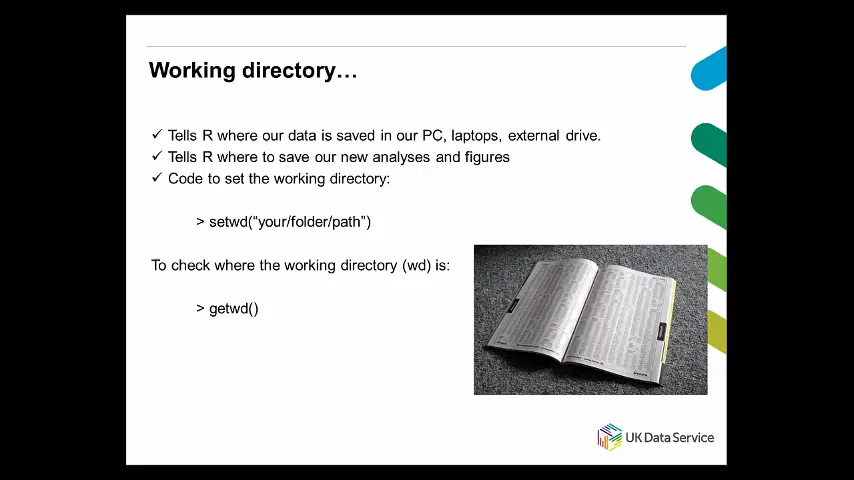 Working directory…
✓ Tells R where our data is saved in our PC, laptops, external drive.
✓ Tells R where to save our new analyses and figures
✓ Code to set the working directory:
> setwd(“your/folder/path”)
To check where the working directory (wd) is:
> getwd()
UK Data Service